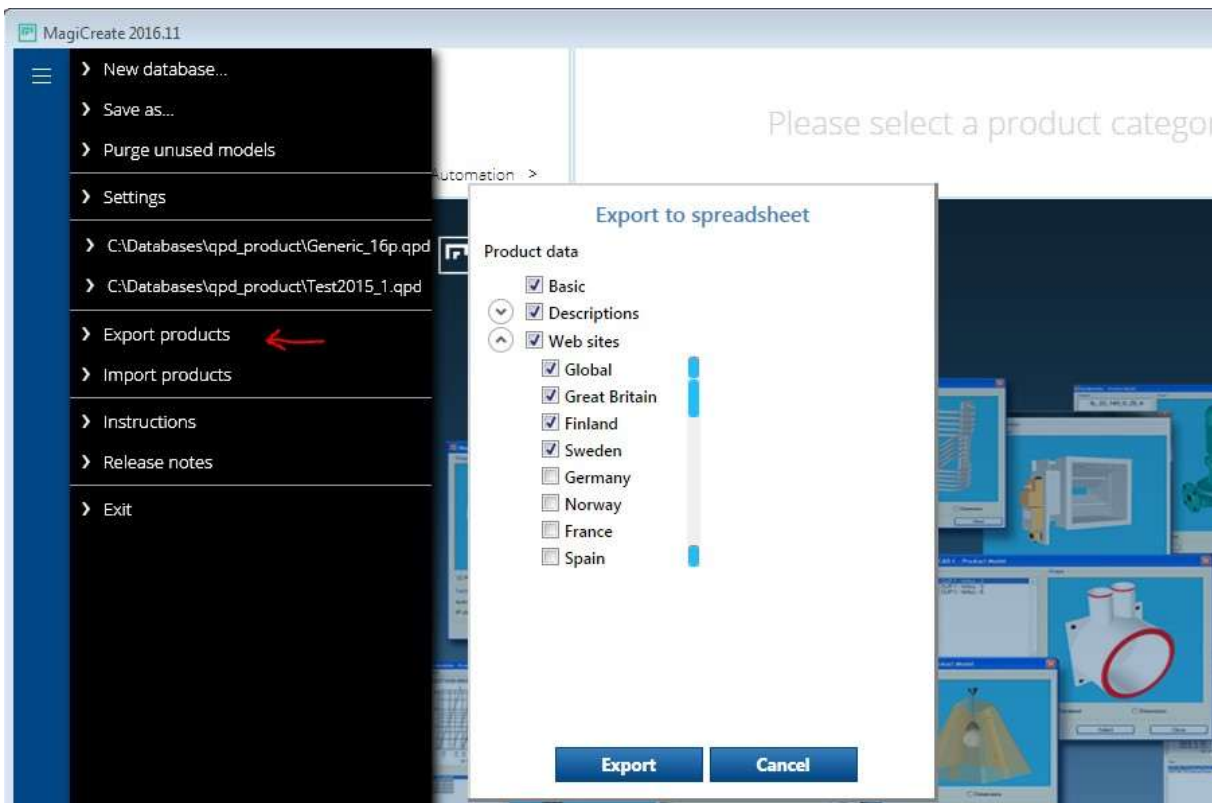 MagiCreate 2016.11
New database...
Save as...
Purge unused models
Settings
C:\Databases\qpd_product\Generic_16p.qpd
C:\Databases\qpd_product\Test2015_1.qpd
Export products
Import products
Instructions
Release notes
Exit
Automation >
Please select a product catego
Export to spreadsheet
Product data
Basic
Descriptions
Web sites
Global
Great Britain
Finland
Sweden
Germany
Norway
France
Spain
Export
Cancel